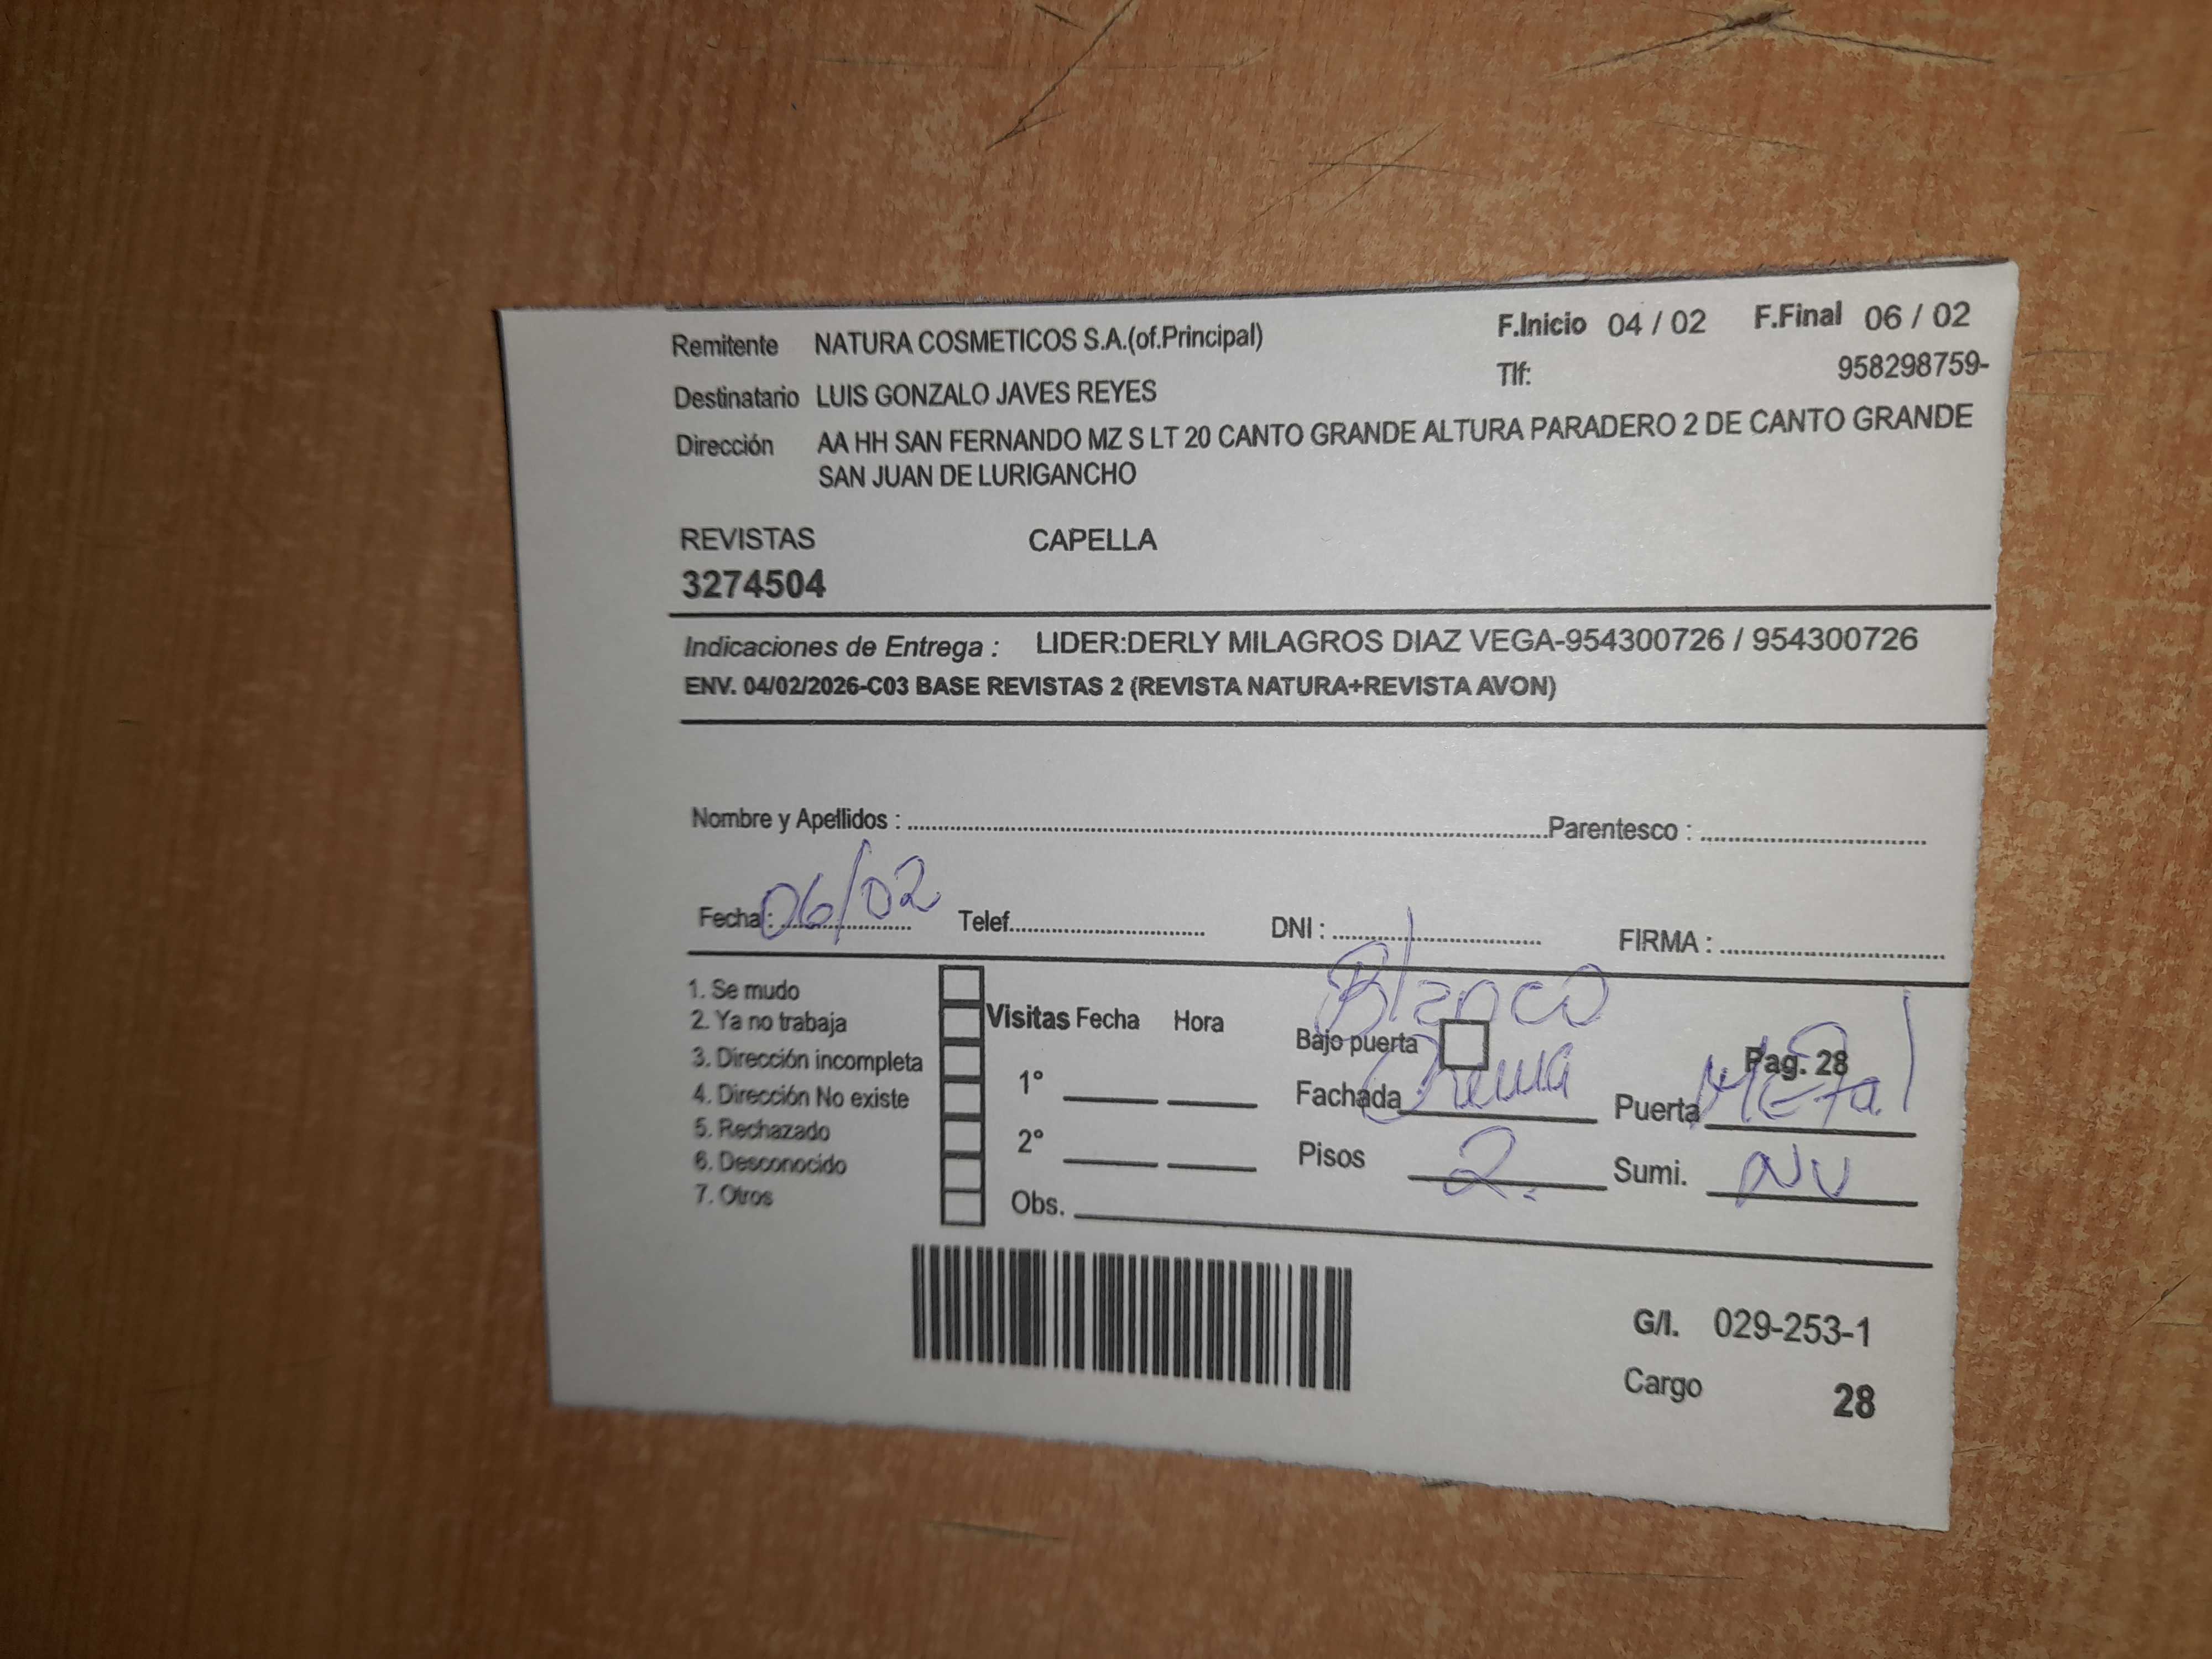 Remitente NATURA COSMETICOS S.A.(of.Principal) F.Inicio 04 / 02 F.Final 06 / 02
Tlf: 958298759-
Destinatario LUIS GONZALO JAVES REYES
Dirección AA HH SAN FERNANDO MZ S LT 20 CANTO GRANDE ALTURA PARADERO 2 DE CANTO GRANDE
SAN JUAN DE LURIGANCHO
REVISTAS CAPELLA
3274504
Indicaciones de Entrega : LIDER:DERLY MILAGROS DIAZ VEGA-954300726 / 954300726
ENV. 04/02/2026-C03 BASE REVISTAS 2 (REVISTA NATURA+REVISTA AVON)
Nombre y Apellidos : Parentesco :
Fecha : 06/02 Telef. DNI : FIRMA :
1. Se mudo
2. Ya no trabaja
3. Dirección incompleta
4. Dirección No existe
5. Rechazado
6. Desconocido
7. Otros
Visitas Fecha Hora
1°
2°
Obs.
Blanco
Bajo puerta Pag. 28
Fachada Crema Puerta Metal
Pisos 2. Sumi. NV
G/I. 029-253-1
Cargo 28